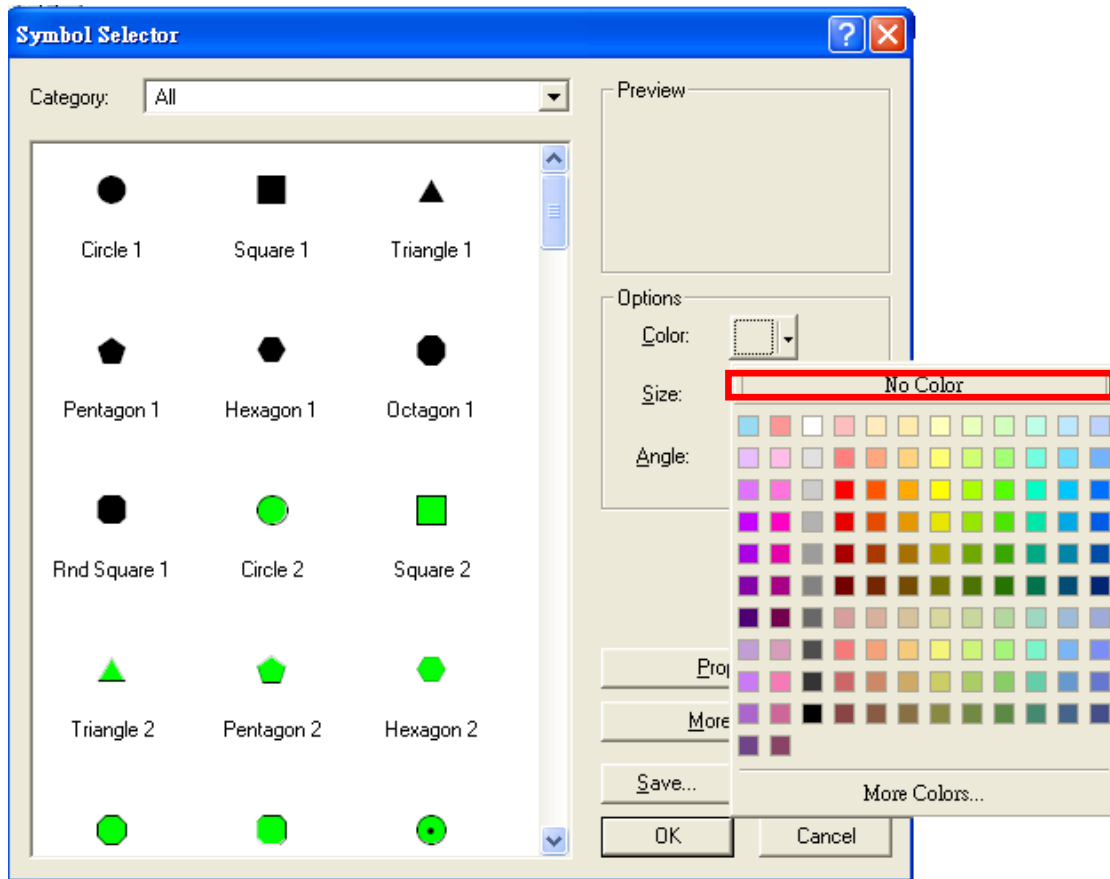 Symbol Selector
Category: All
Preview
Circle 1 Square 1 Triangle 1
Options
Color:
No Color
Size:
Pentagon 1 Hexagon 1 Octagon 1
Angle:
Rnd Square 1 Circle 2 Square 2
Triangle 2 Pentagon 2 Hexagon 2
More
Save...
More Colors...
OK Cancel